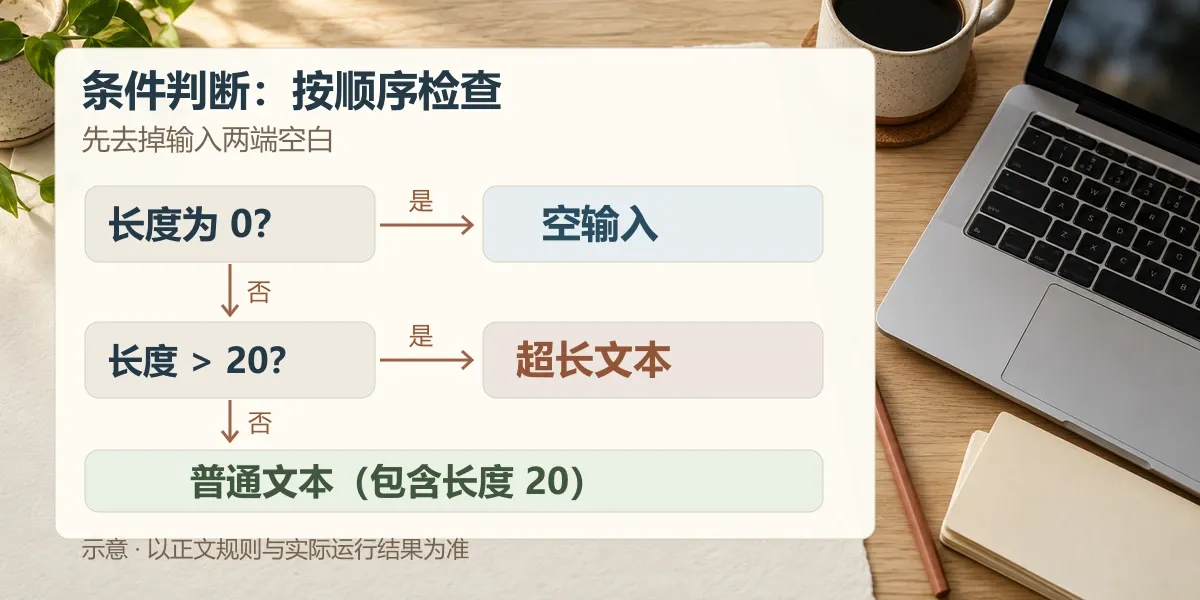 条件判断：按顺序检查
先去掉输入两端空白
长度为 0？
是
空输入
否
长度 > 20？
是
超长文本
否
普通文本（包含长度 20）
示意 · 以正文规则与实际运行结果为准